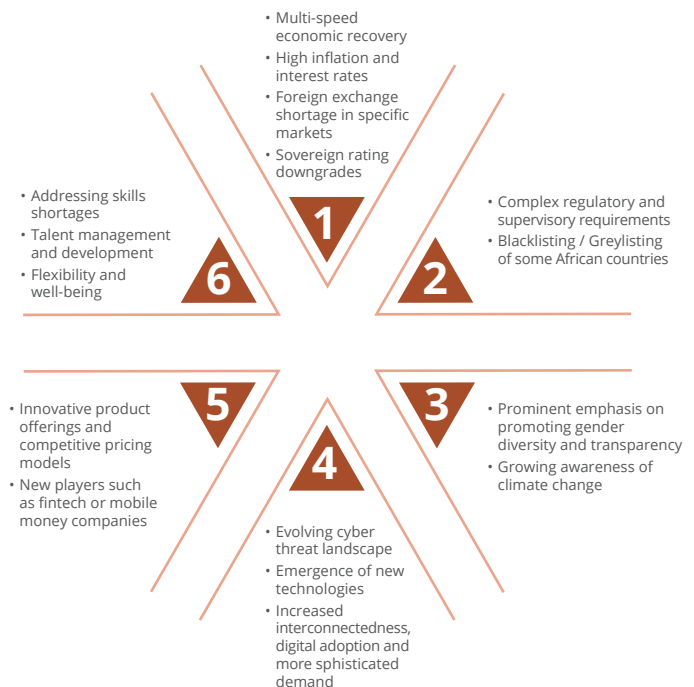 • Multi-speed
economic recovery
• High inflation and
interest rates
• Foreign exchange
shortage in specific
markets
• Sovereign rating
downgrades
1
• Complex regulatory and
supervisory requirements
• Blacklisting / Greylisting
of some African countries
2
• Prominent emphasis on
promoting gender
diversity and transparency
• Growing awareness of
climate change
3
4
• Evolving cyber
threat landscape
• Emergence of new
technologies
• Increased
interconnectedness,
digital adoption and
more sphisticated
demand
5
• Innovative product
offerings and
competitive pricing
models
• New players such
as fintech or mobile
money companies
6
• Addressing skills
shortages
• Talent management
and development
• Flexibility and
well-being